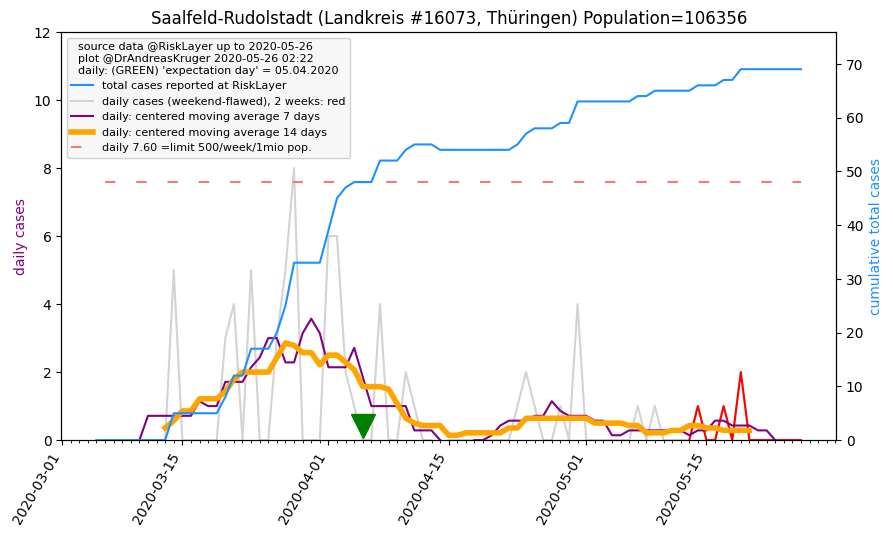 Saalfeld-Rudolstadt (Landkreis #16073, Thüringen) Population=106356
source data @RiskLayer up to 2020-05-26
plot @DrAndreasKruger 2020-05-26 02:22
daily: (GREEN) 'expectation day' = 05.04.2020
total cases reported at RiskLayer
daily cases (weekend-flawed), 2 weeks: red
daily: centered moving average 7 days
daily: centered moving average 14 days
daily 7.60 =limit 500/week/1mio pop.
daily cases
12
10
8
6
4
2
0
70
60
50
40
30
20
10
0
cumulative total cases
2020-03-01
2020-03-15
2020-04-01
2020-04-15
2020-05-01
2020-05-15